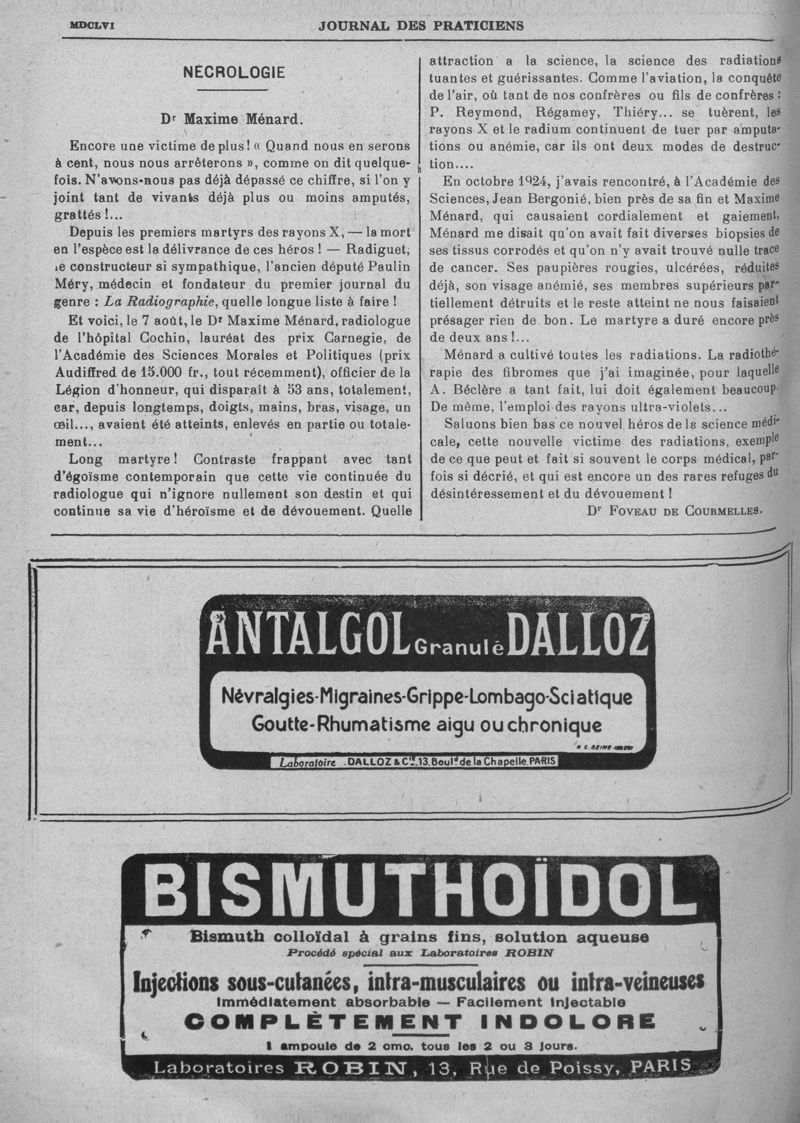 MDCLVI
JOURNAL DES PRATICIENS
NÉCROLOGIE
Dr Maxime Ménard.
Encore une victime de plus! « Quand nous en serons
à cent, nous nous arrêterons », comme on dit quelque-
fois. N'avons-nous pas déjà dépassé ce chiffre, si l'on y
joint tant de vivants déjà plus ou moins amputés,
grattés !...
Depuis les premiers martyrs des rayons X, — la mort
en l'espèce est la délivrance de ces héros ! — Radiguet,
le constructeur si sympathique, l'ancien député Paulin
Méry, médecin et fondateur du premier journal du
genre : La Radiographie, quelle longue liste à faire !
Et voici, le 7 août, le Dr Maxime Ménard, radiologue
de l'hôpital Cochin, lauréat des prix Carnegie, de
l'Académie des Sciences Morales et Politiques (prix
Audiffred de 15.000 fr., tout récemment), officier de la
Légion d'honneur, qui disparaît à 53 ans, totalement,
car, depuis longtemps, doigts, mains, bras, visage, un
œil..., avaient été atteints, enlevés en partie ou totale-
ment...
Long martyre ! Contraste frappant avec tant
d'égoïsme contemporain que cette vie continuée du
radiologue qui n'ignore nullement son destin et qui
continue sa vie d'héroïsme et de dévouement. Quelle
attraction a la science, la science des radiations
tuantes et guérissantes. Comme l'aviation, la conquête
de l'air, où tant de nos confrères ou fils de confrères :
P. Reymond, Régamey, Thiéry... se tuèrent, les
rayons X et le radium continuent de tuer par amputa-
tions ou anémie, car ils ont deux modes de destruc-
tion....
En octobre 1924, j'avais rencontré, à l'Académie des
Sciences, Jean Bergonié, bien près de sa fin et Maxime
Ménard, qui causaient cordialement et gaiement,
Ménard me disait qu'on avait fait diverses biopsies de
ses tissus corrodés et qu'on n'y avait trouvé nulle trace
de cancer. Ses paupières rougies, ulcérées, réduites
déjà, son visage anémié, ses membres supérieurs par-
tiellement détruits et le reste atteint ne nous faisaient
présager rien de bon. Le martyre a duré encore près
de deux ans !...
Ménard a cultivé toutes les radiations. La radiothé-
rapie des fibromes que j'ai imaginée, pour laquelle
A. Béclère a tant fait, lui doit également beaucoup.
De même, l'emploi des rayons ultra-violets...
Saluons bien bas ce nouvel héros de la science médi-
cale, cette nouvelle victime des radiations, exemple
de ce que peut et fait si souvent le corps médical, par-
fois si décrié, et qui est encore un des rares refuges du
désintéressement et du dévouement !
Dr FOVEAU DE COURMELLES.
ANTALGOL Granulé DALLOZ
Névralgies-Migraines-Grippe-Lombago-Sciatique
Goutte-Rhumatisme aigu ou chronique
Laboratoire DALLOZ & Cie, 13, Bould de la Chapelle, PARIS
BISMUTHOÏDOL
Bismuth colloïdal à grains fins, solution aqueuse
Procédé spécial aux Laboratoires ROBIN
Injections sous-cutanées, intra-musculaires ou intra-veineuses
Immédiatement absorbable — Facilement injectable
COMPLÈTEMENT INDOLORE
1 ampoule de 2 cmc. tous les 2 ou 3 jours.
Laboratoires ROBIN, 13, Rue de Poissy, PARIS